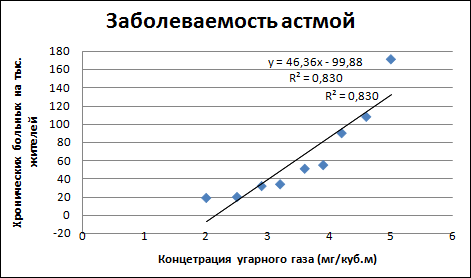 Заболеваемость астмой
Хронических больных на тыс.
жителей
180
160
140
120
100
80
60
40
20
0
-20
y = 46,36x - 99,88
R² = 0,830
R² = 0,830
0 1 2 3 4 5 6
Концетрация угарного газа (мг/куб.м)